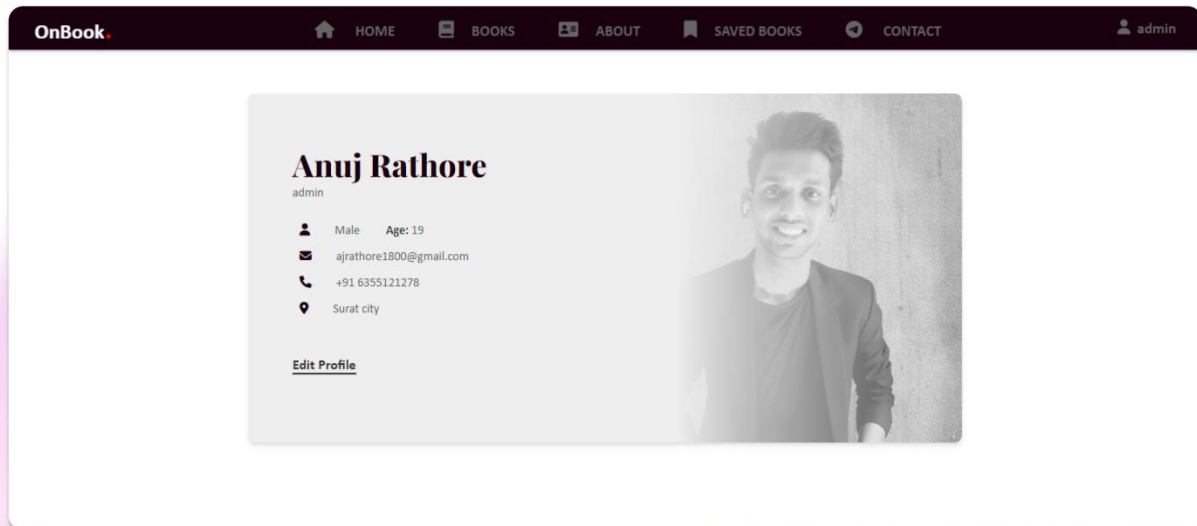 OnBook. HOME BOOKS ABOUT SAVED BOOKS CONTACT admin
Anuj Rathore
admin
Male Age: 19
ajrathore1800@gmail.com
+91 6355121278
Surat city
Edit Profile